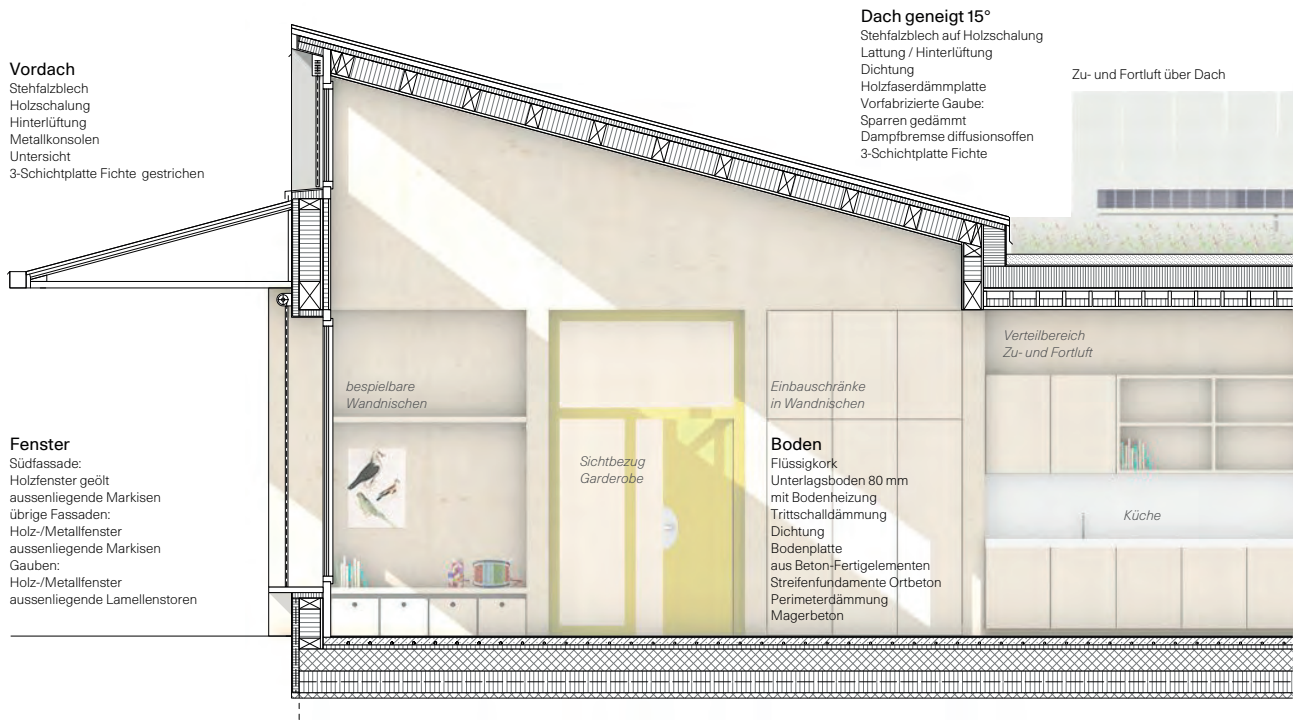 Vordach
Stehfalzblech
Holzschalung
Hinterlüftung
Metallkonsolen
Untersicht
3-Schichtplatte Fichte gestrichen
Dach geneigt 15°
Stehfalzblech auf Holzschalung
Lattung / Hinterlüftung
Dichtung
Holzfaserdämmplatte
Vorfabrizierte Gaube:
Sparren gedämmt
Dampfbremse diffusionsoffen
3-Schichtplatte Fichte
Zu- und Fortluft über Dach
bespielbare
Wandnischen
Einbauschränke
in Wandnischen
Verteilbereich
Zu- und Fortluft
Fenster
Südfassade:
Holzfenster geölt
aussenliegende Markisen
übrige Fassaden:
Holz-/Metallfenster
aussenliegende Markisen
Gauben:
Holz-/Metallfenster
aussenliegende Lamellenstoren
Sichtbezug
Garderobe
Boden
Flüssigkork
Unterlagsboden 80 mm
mit Bodenheizung
Trittschalldämmung
Dichtung
Bodenplatte
aus Beton-Fertigelementen
Streifenfundamente Ortbeton
Perimeterdämmung
Magerbeton
Küche